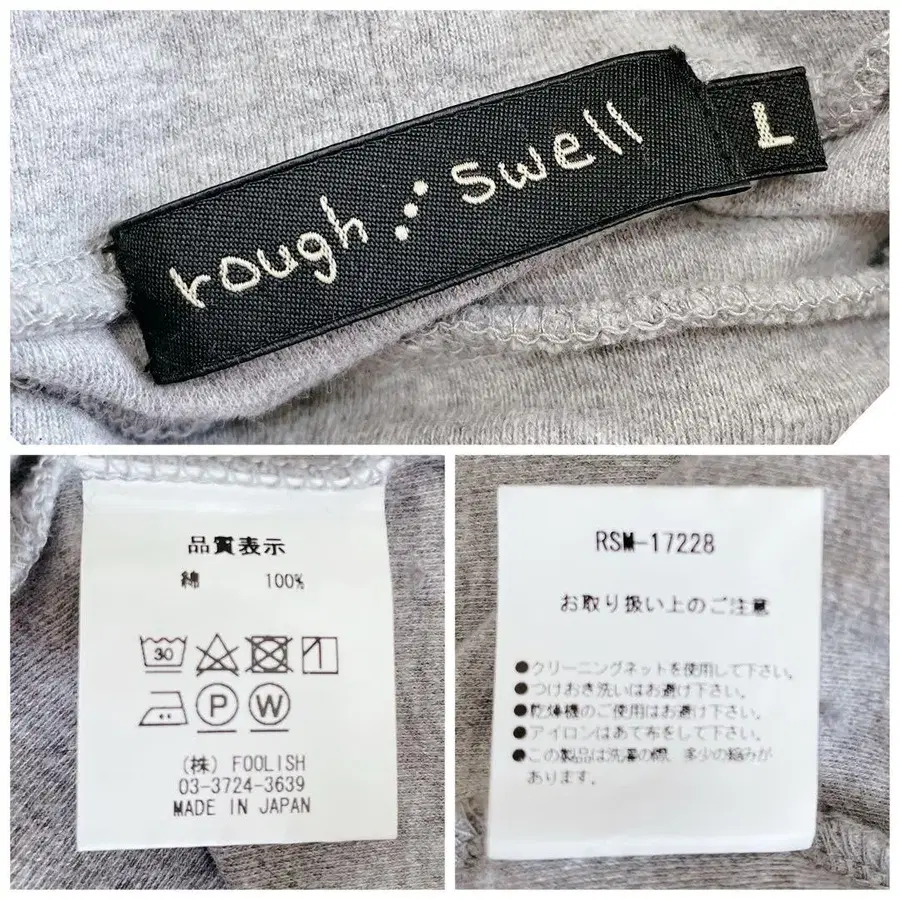 rough swell
L
品質表示
綿 100%
30
P W
(株) FOOLISH
03-3724-3639
MADE IN JAPAN
RSM-17228
お取り扱い上のご注意
●クリーニングネットを使用して下さい。
●つけおき洗いはお避け下さい。
●乾燥機のご使用はお避け下さい。
●アイロンはあて布をして下さい。
●この製品は洗濯の際、多少の縮みが
あります。